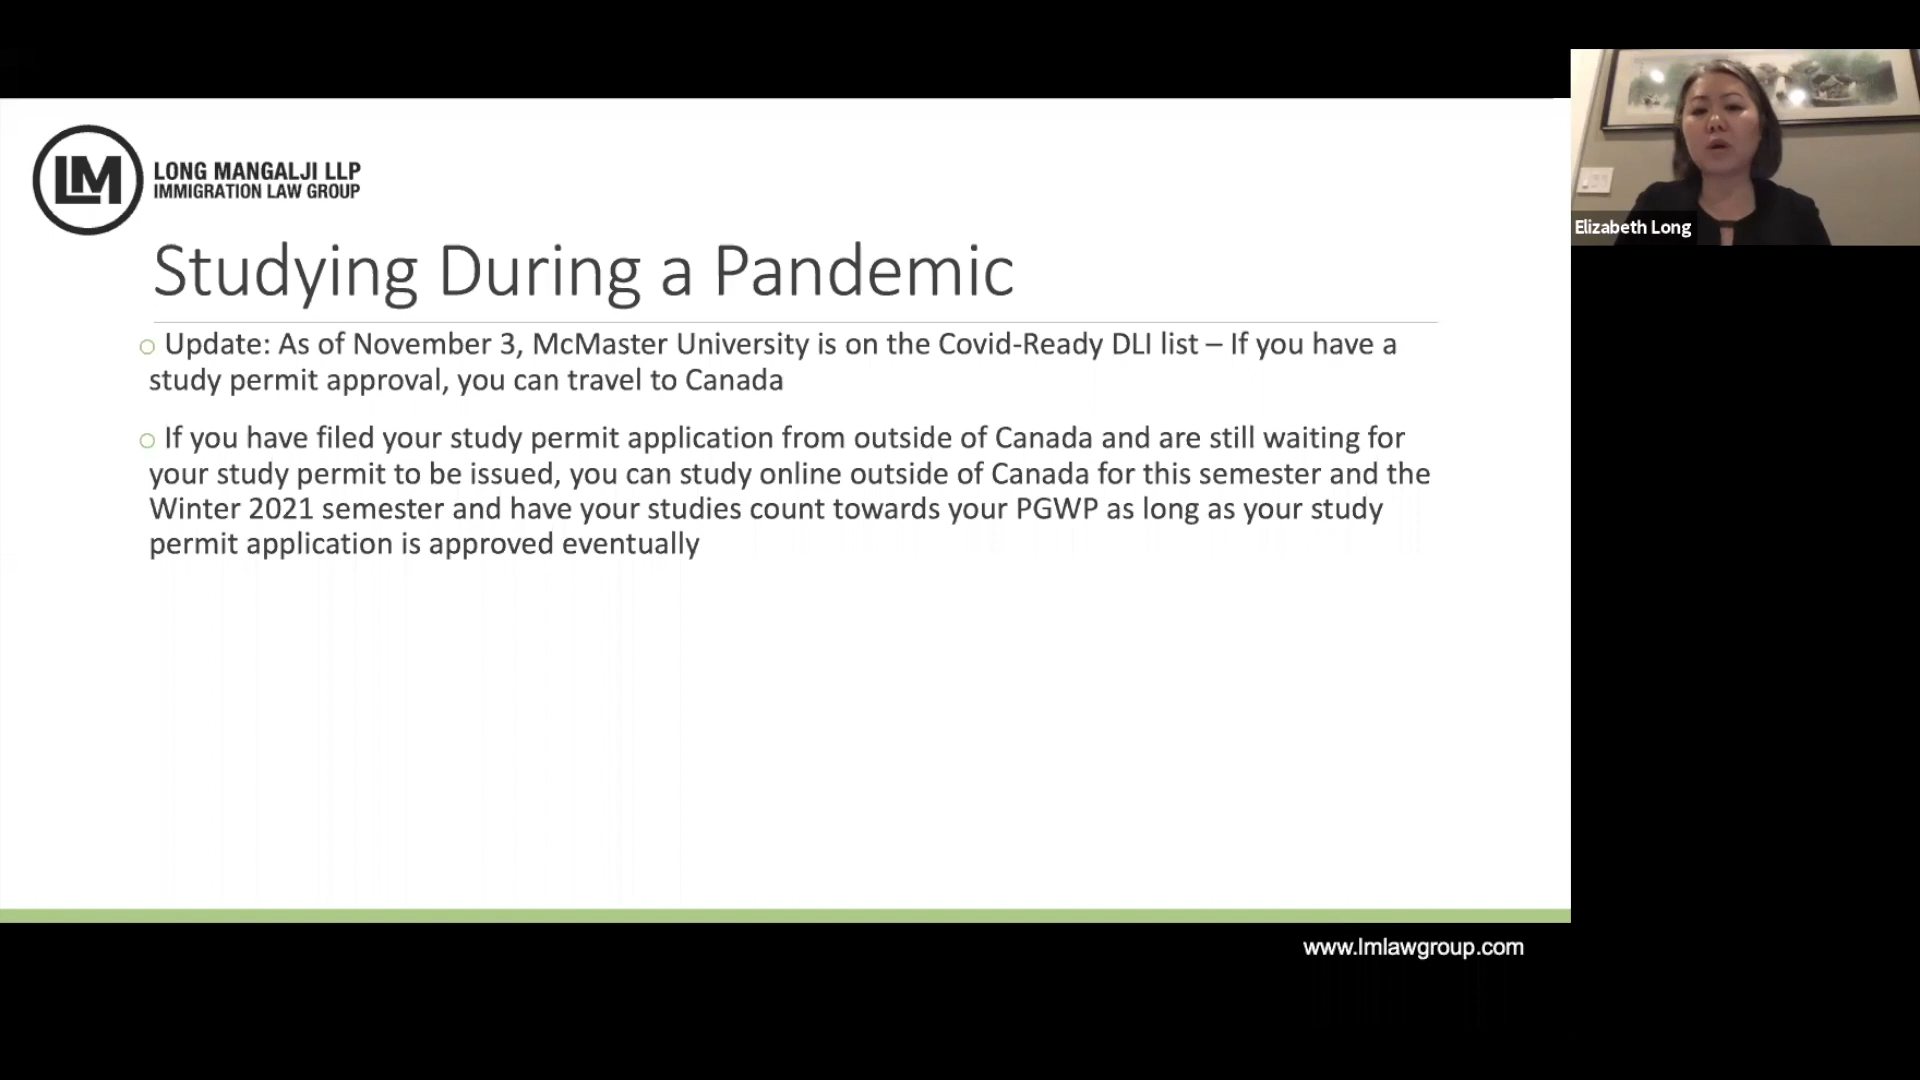 LM
LONG MANGALJI LLP
IMMIGRATION LAW GROUP
Studying During a Pandemic
Update: As of November 3, McMaster University is on the Covid-Ready DLI list – If you have a
study permit approval, you can travel to Canada
If you have filed your study permit application from outside of Canada and are still waiting for
your study permit to be issued, you can study online outside of Canada for this semester and the
Winter 2021 semester and have your studies count towards your PGWP as long as your study
permit application is approved eventually
www.lmlawgroup.com
Elizabeth Long